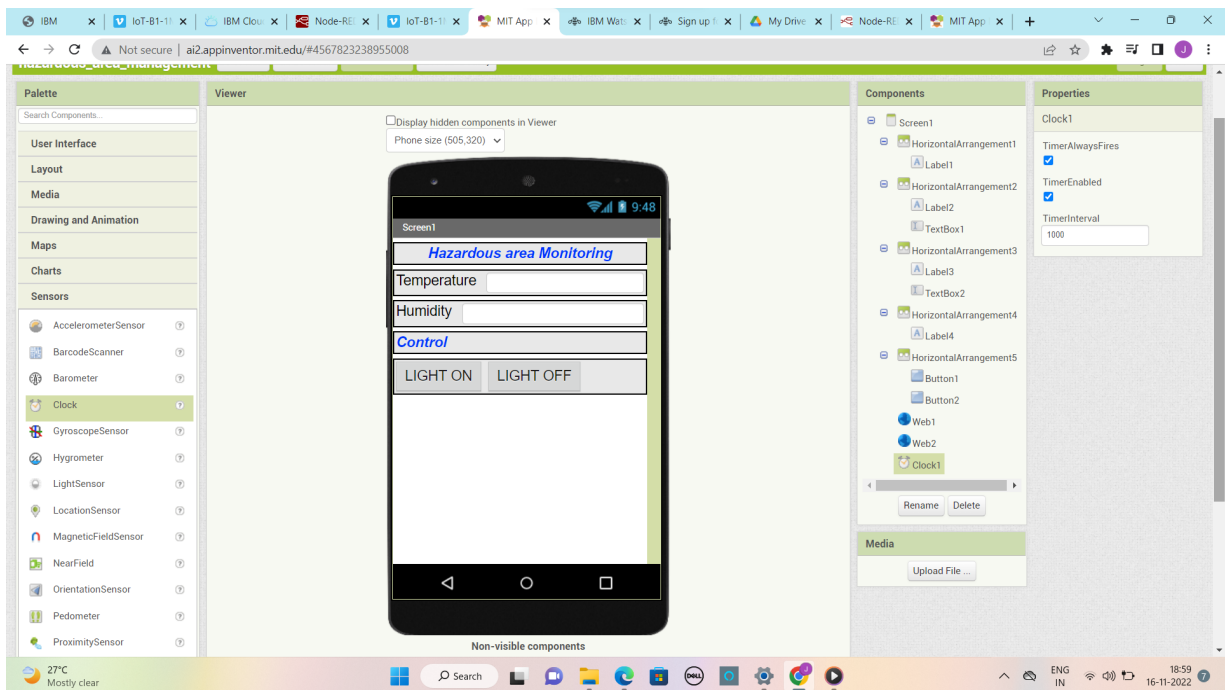 IBM
IoT-B1-1
IBM Clou
Node-RE
IoT-B1-1
MIT App
IBM Wats
Sign up f
My Drive
Node-RE
MIT App
Not secure | ai2.appinventor.mit.edu/#4567823238955008
J
hazardous_area_management
Palette
Search Components...
User Interface
Layout
Media
Drawing and Animation
Maps
Charts
Sensors
AccelerometerSensor
BarcodeScanner
Barometer
Clock
GyroscopeSensor
Hygrometer
LightSensor
LocationSensor
MagneticFieldSensor
NearField
OrientationSensor
Pedometer
ProximitySensor
Viewer
Display hidden components in Viewer
Phone size (505,320)
9:48
Screen1
Hazardous area Monitoring
Temperature
Humidity
Control
LIGHT ON LIGHT OFF
Non-visible components
Components
Screen1
HorizontalArrangement1
Label1
HorizontalArrangement2
Label2
TextBox1
HorizontalArrangement3
Label3
TextBox2
HorizontalArrangement4
Label4
HorizontalArrangement5
Button1
Button2
Web1
Web2
Clock1
Rename Delete
Media
Upload File ...
Properties
Clock1
TimerAlwaysFires
TimerEnabled
TimerInterval
1000
27°C
Mostly clear
Search
DELL
ENG
IN
18:59
16-11-2022
7